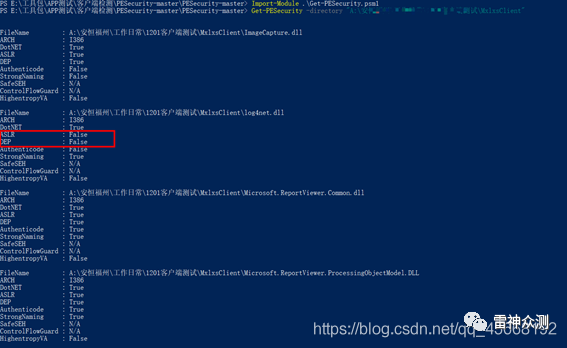 PS E:\工具包\APP测试\客户端检测\PESecurity-master\PESecurity-master> Import-Module .\Get-PESecurity.psm1
PS E:\工具包\APP测试\客户端检测\PESecurity-master\PESecurity-master> Get-PESecurity -directory "A:\安恒 测试\MxlxsClient"
FileName : A:\安恒福州\工作日常\1201客户端测试\MxlxsClient\ImageCapture.dll
ARCH : I386
DotNET : True
ASLR : True
DEP : True
Authenticode : False
StrongNaming : False
SafeSEH : N/A
ControlFlowGuard : N/A
HighentropyVA : False
FileName : A:\安恒福州\工作日常\1201客户端测试\MxlxsClient\log4net.dll
ARCH : I386
DotNET : True
ASLR : False
DEP : False
Authenticode : False
StrongNaming : True
SafeSEH : N/A
ControlFlowGuard : N/A
HighentropyVA : False
FileName : A:\安恒福州\工作日常\1201客户端测试\MxlxsClient\Microsoft.ReportViewer.Common.dll
ARCH : I386
DotNET : True
ASLR : True
DEP : True
Authenticode : True
StrongNaming : True
SafeSEH : N/A
ControlFlowGuard : N/A
HighentropyVA : False
FileName : A:\安恒福州\工作日常\1201客户端测试\MxlxsClient\Microsoft.ReportViewer.ProcessingObjectModel.DLL
ARCH : I386
DotNET : True
ASLR : True
DEP : True
Authenticode : True
StrongNaming : True
SafeSEH : N/A
ControlFlowGuard : N/A
HighentropyVA : False
雷神众测